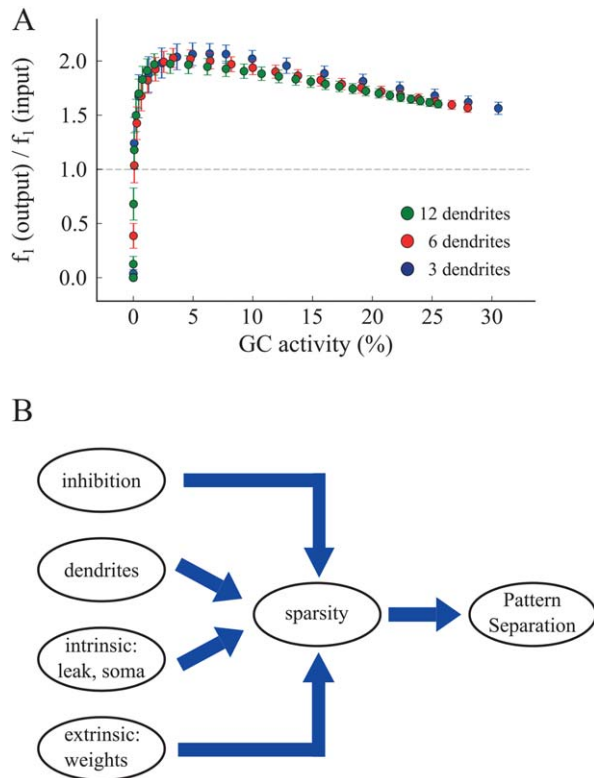 A
f₁ (output) / f₁ (input)
2.0
1.5
1.0
0.5
0.0
12 dendrites
6 dendrites
3 dendrites
0 5 10 15 20 25 30
GC activity (%)
B
inhibition
dendrites
intrinsic:
leak, soma
extrinsic:
weights
sparsity
Pattern
Separation